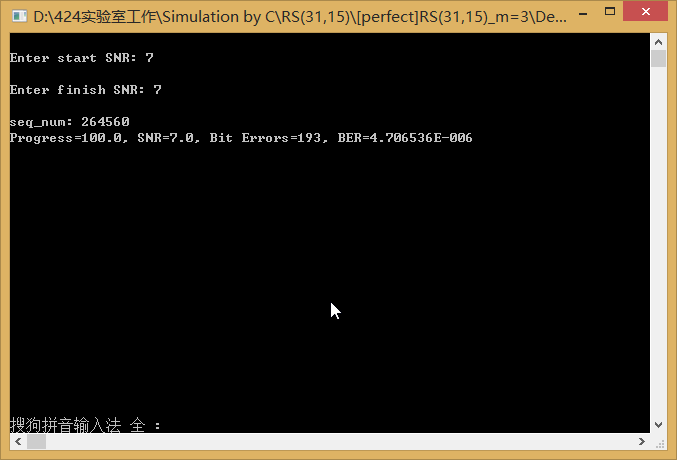 D:\424实验室工作\Simulation by C\RS(31,15)\[perfect]RS(31,15)_m=3\De...
Enter start SNR: 7
Enter finish SNR: 7
seq_num: 264560
Progress=100.0, SNR=7.0, Bit Errors=193, BER=4.706536E-006
搜狗拼音输入法 全 :